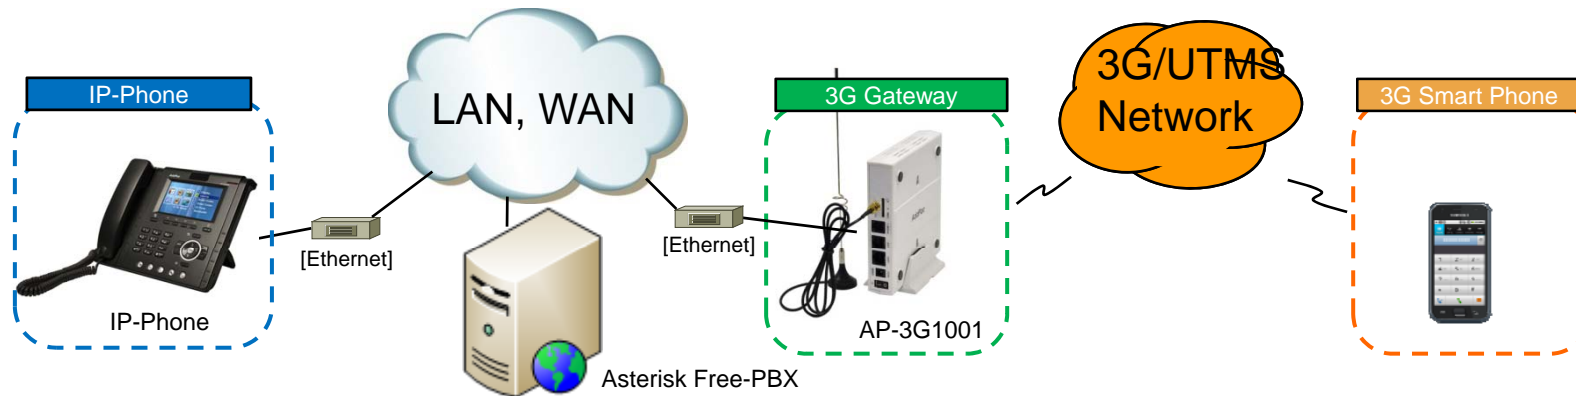 IP-Phone
LAN, WAN
3G Gateway
3G/UTMS
Network
3G Smart Phone
[Ethernet]
[Ethernet]
IP-Phone
AP-3G1001
Asterisk Free-PBX
AddPac